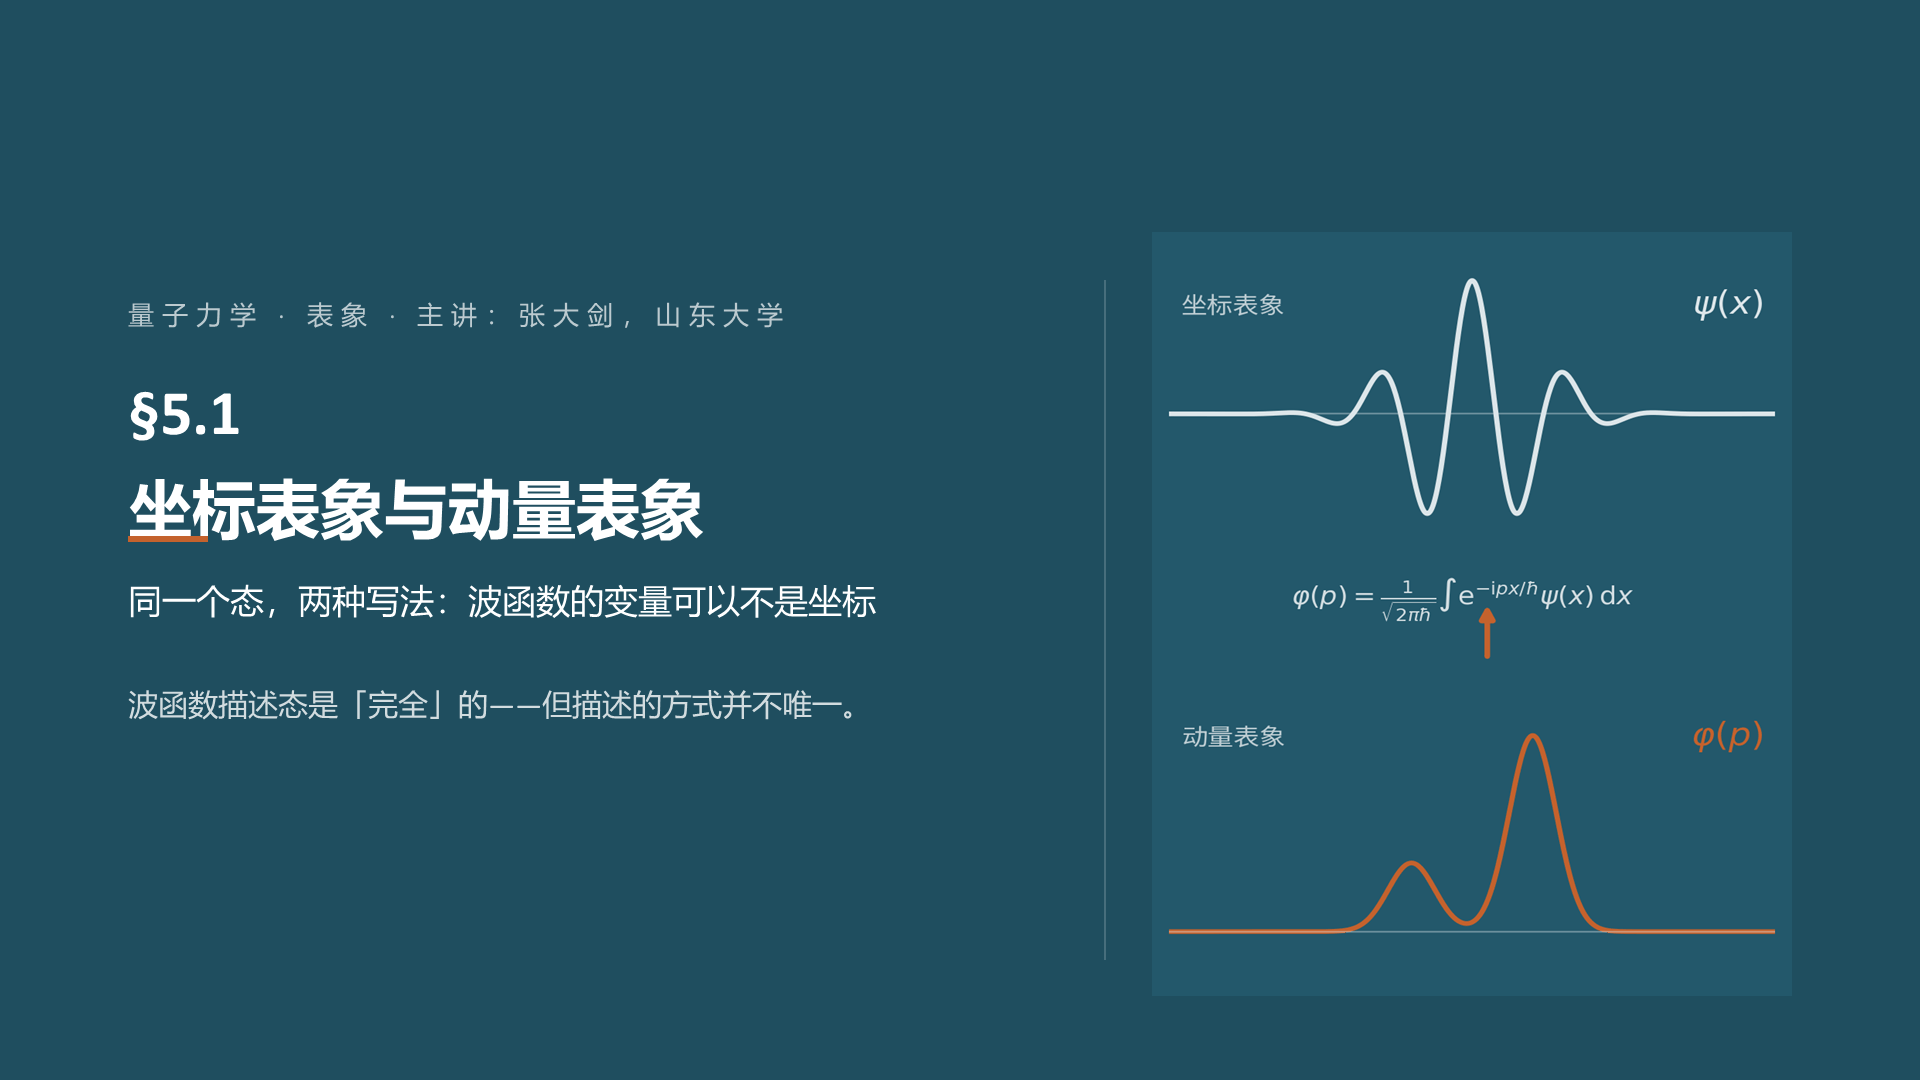 量子力学 · 表象 · 主讲：张大剑，山东大学
§5.1
坐标表象与动量表象
同一个态，两种写法：波函数的变量可以不是坐标
波函数描述态是「完全」的——但描述的方式并不唯一。
坐标表象
ψ(x)
φ(p) = 1/√2πħ ∫e^{−ipx/ħ}ψ(x) dx
动量表象
φ(p)